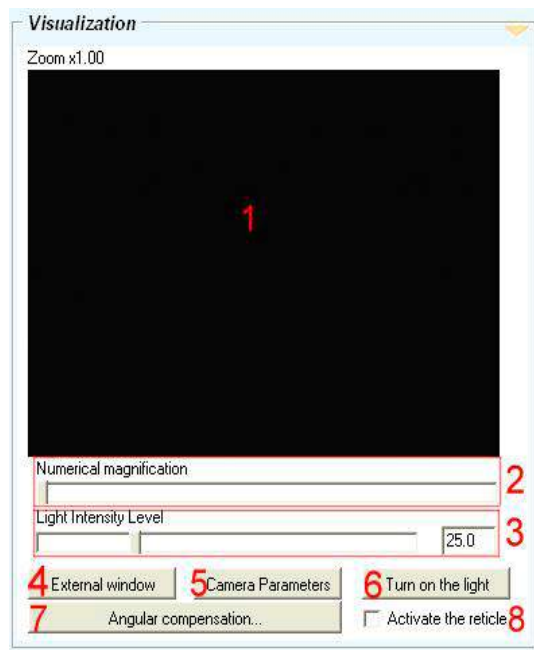 Visualization
Zoom x1.00
1
Numerical magnification
2
Light Intensity Level
25.0
3
4 External window 5 Camera Parameters 6 Turn on the light
7 Angular compensation... Activate the reticle 8